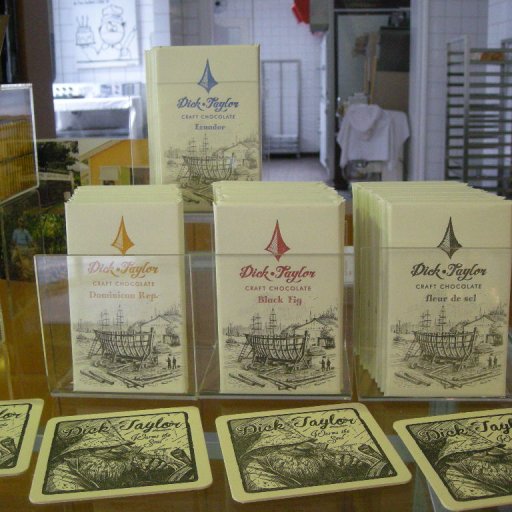 Dick • Taylor
CRAFT CHOCOLATE
Ecuador
Dick • Taylor
CRAFT CHOCOLATE
Dominican Rep.
Dick • Taylor
CRAFT CHOCOLATE
Black Fig
Dick • Taylor
CRAFT CHOCOLATE
fleur de sel
Taylor
Dick • Taylor
Dick • Taylor
Dick • Taylor